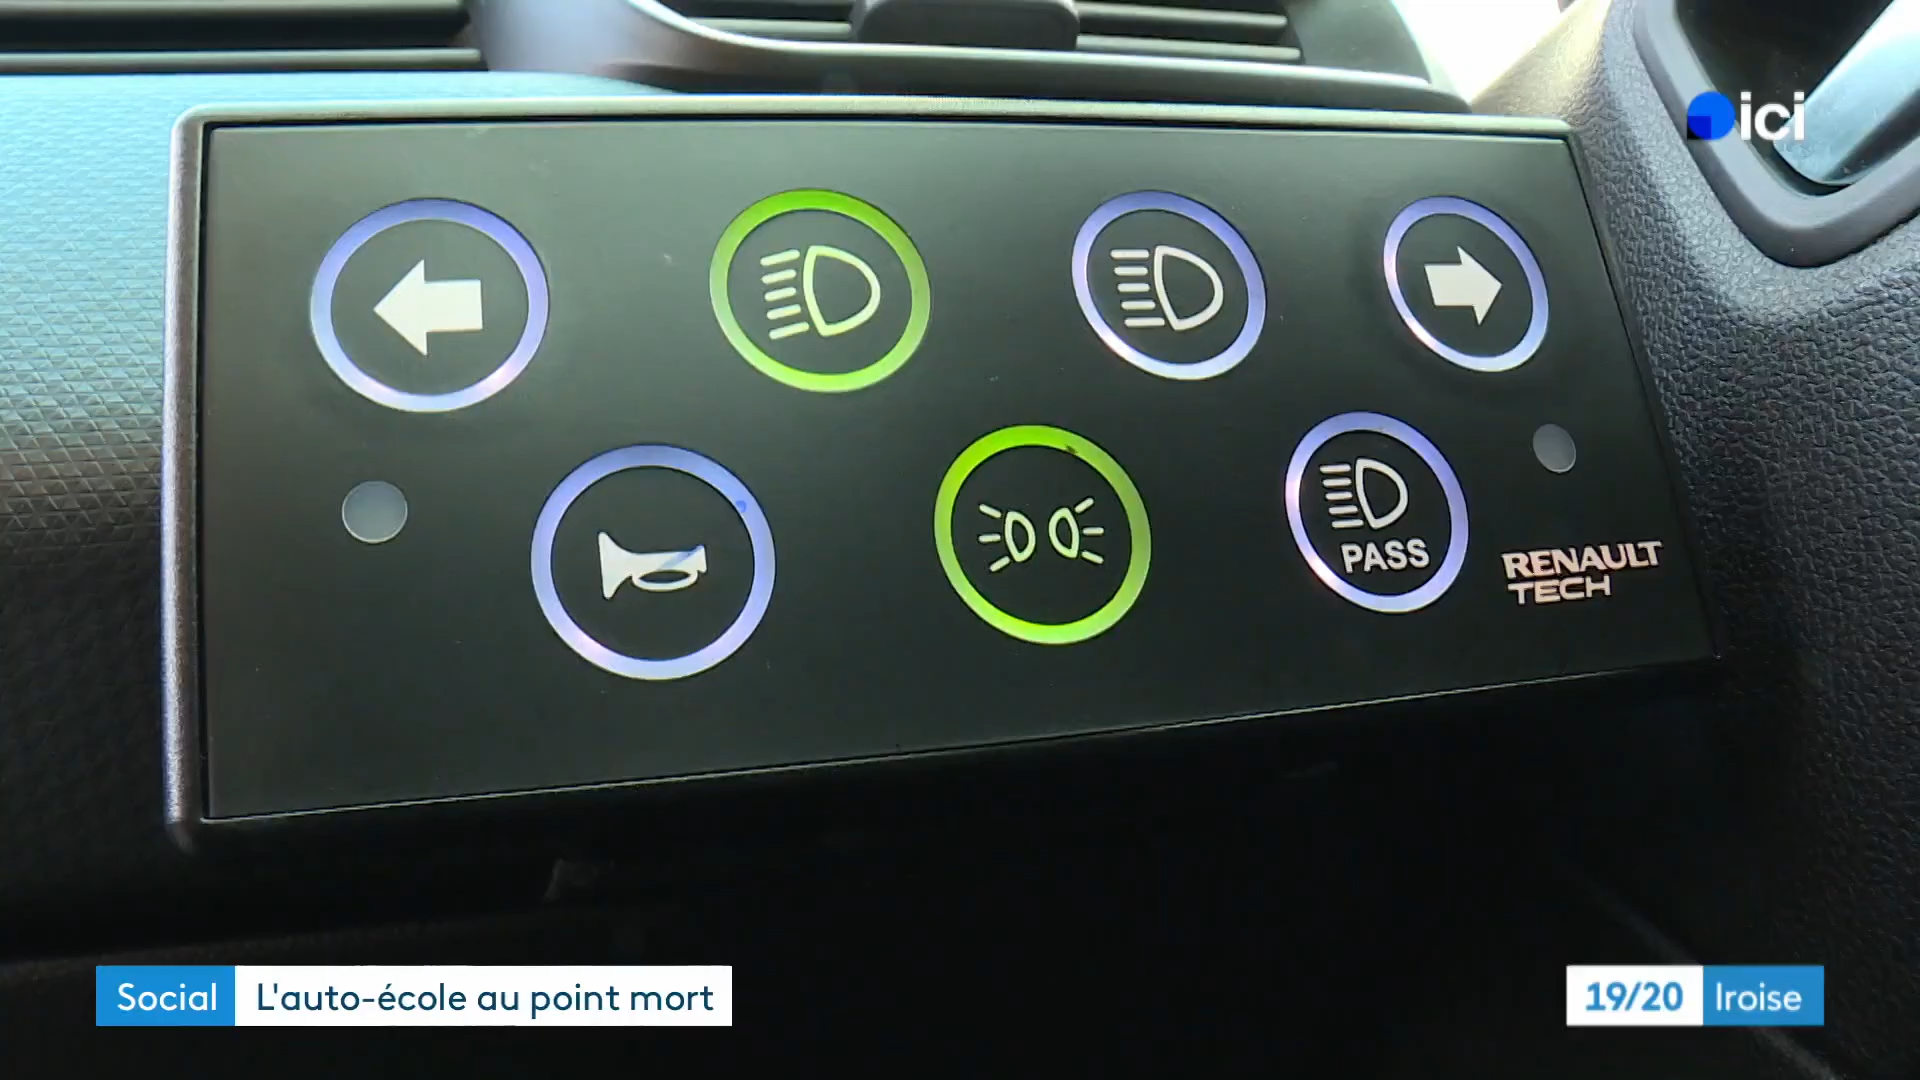 ici
PASS
RENAULT
TECH
Social
L'auto-école au point mort
19/20
Iroise